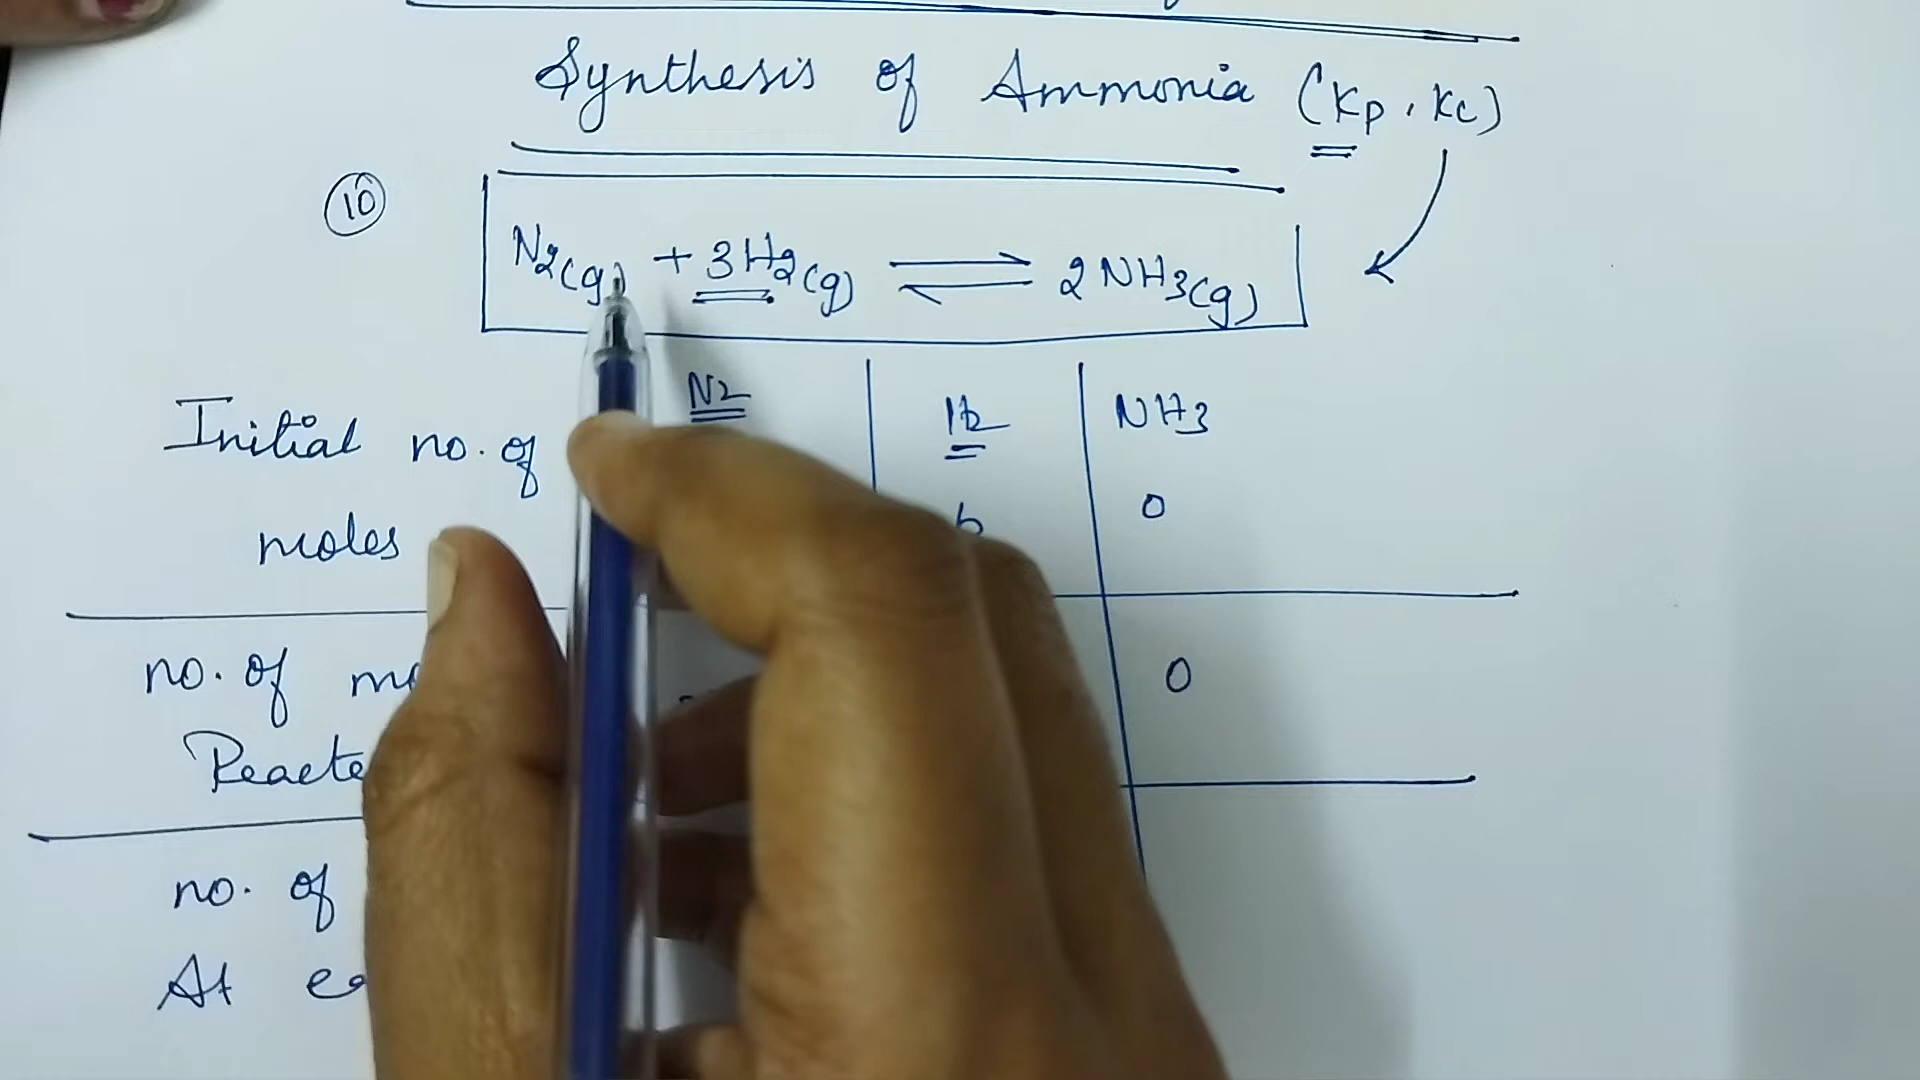 Synthesis of Ammonia (Kp, Kc)
10
N2(g) + 3H2(g) ⇌ 2NH3(g)
N2 H2 NH3
Initial no. of
moles b 0
no. of 0
no. of
At